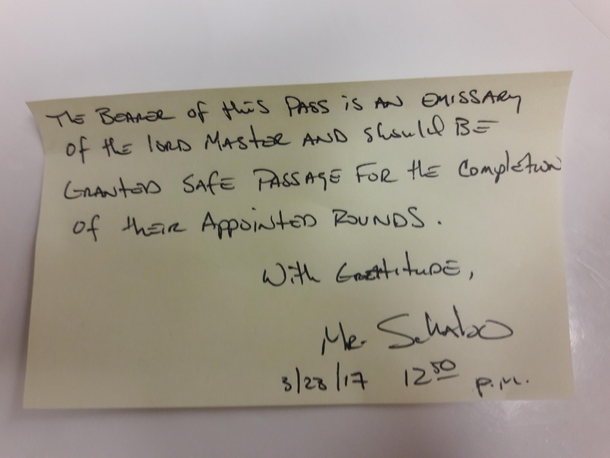 The Bearer of this Pass is an emissary
of the Lord Master and should be
granted safe passage for the completion
of their Appointed Rounds.
With Gratitude,
Mr.
3/28/17 12 50 p.m.